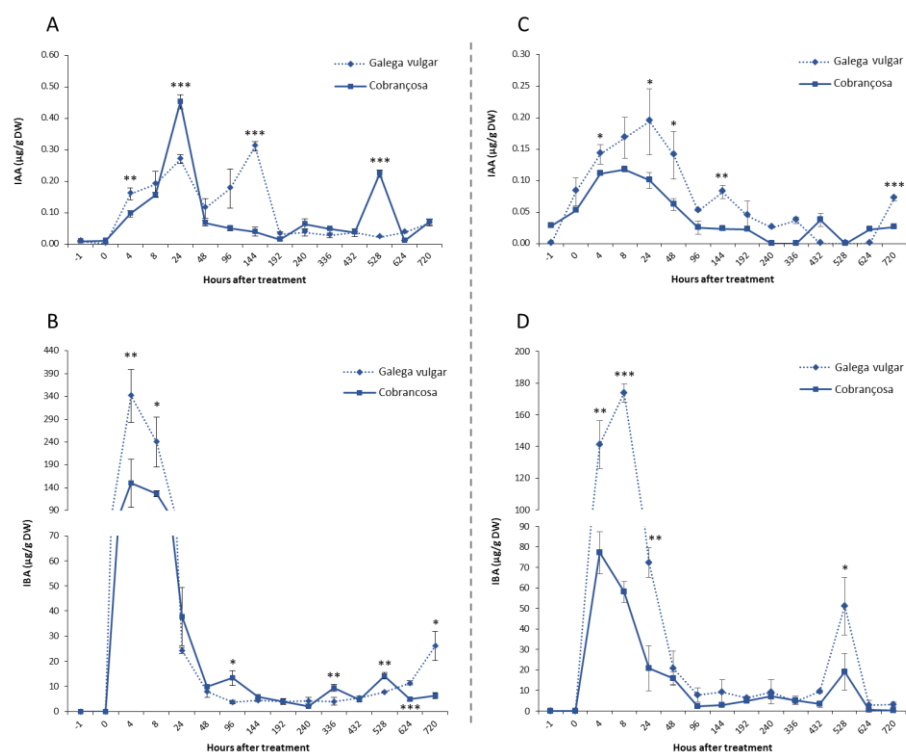 A
0.60
0.50
0.40
0.30
0.20
0.10
0.00
IAA (µg/g DW)
Galega vulgar
Cobrançosa
**
***
***
***
-1 0 4 8 24 48 96 144 192 240 336 432 528 624 720
Hours after treatment
C
0.30
0.25
0.20
0.15
0.10
0.05
0.00
IAA (µg/g DW)
Galega vulgar
Cobrançosa
*
*
*
**
***
-1 0 4 8 24 48 96 144 192 240 336 432 528 624 720
Hours after treatment
B
440
390
340
290
240
190
140
90
70
60
50
40
30
20
10
0
IBA (µg/g DW)
Galega vulgar
Cobrancosa
**
*
*
**
**
***
*
-1 0 4 8 24 48 96 144 192 240 336 432 528 624 720
Hours after treatment
D
200
180
160
140
120
100
90
80
70
60
50
40
30
20
10
0
IBA (µg/g DW)
Galega vulgar
Cobrançosa
**
***
**
*
-1 0 4 8 24 48 96 144 192 240 336 432 528 624 720
Hours after treatment